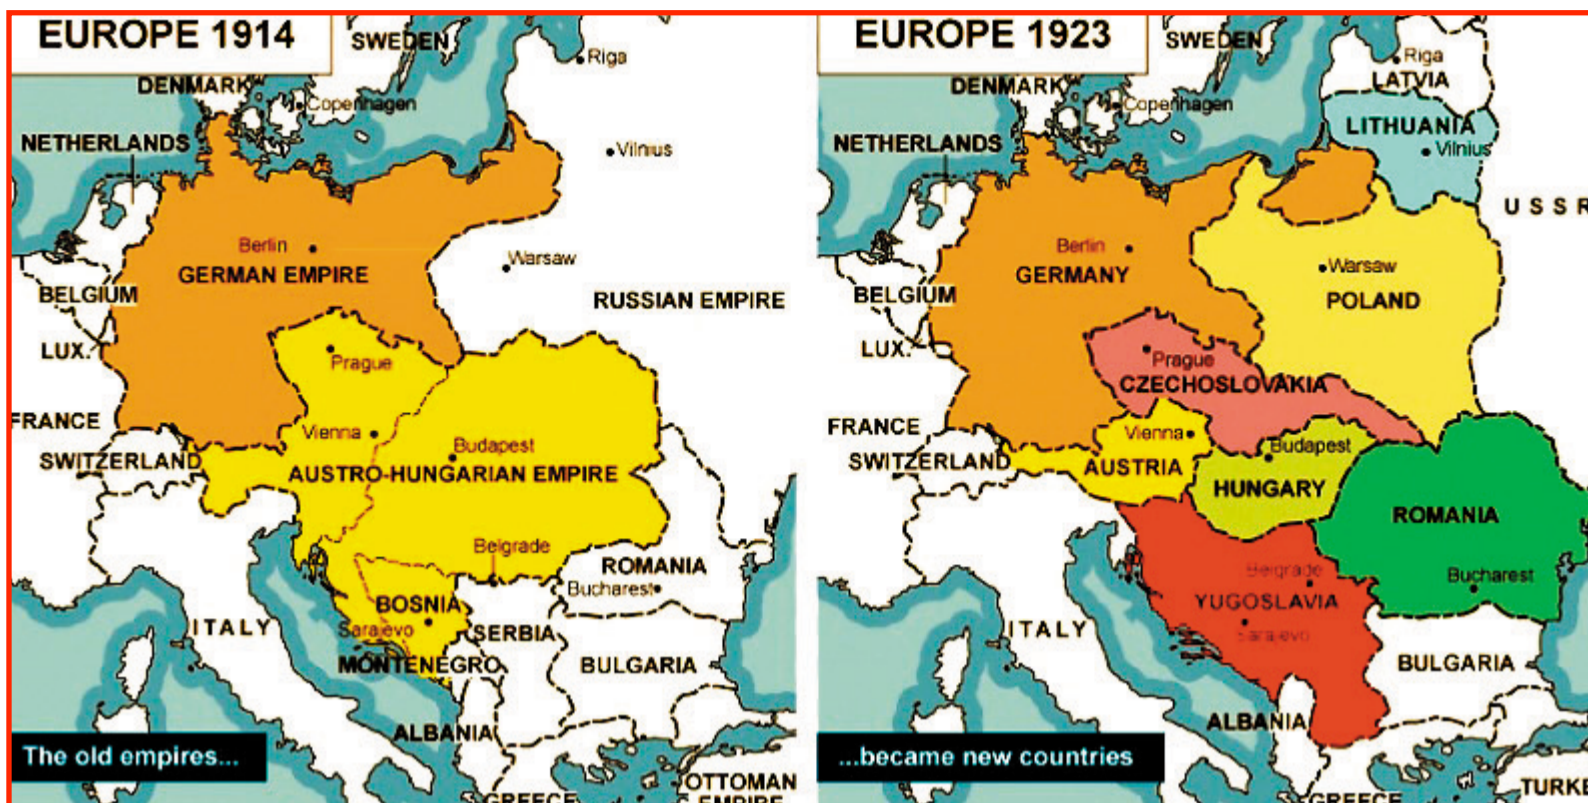 EUROPE 1914
SWEDEN
Riga
DENMARK
Copenhagen
NETHERLANDS
Vilnius
Berlin
GERMAN EMPIRE
Warsaw
BELGIUM
RUSSIAN EMPIRE
LUX.
Prague
FRANCE
Vienna
Budapest
SWITZERLAND
AUSTRO-HUNGARIAN EMPIRE
Belgrade
ROMANIA
Bucharest
BOSNIA
Sarajevo
ITALY
SERBIA
MONTENEGRO
BULGARIA
ALBANIA
The old empires...
OTTOMAN
EMPIRE
GREECE
EUROPE 1923
SWEDEN
Riga
LATVIA
DENMARK
Copenhagen
LITHUANIA
NETHERLANDS
Vilnius
USSR
Berlin
GERMANY
Warsaw
POLAND
BELGIUM
LUX.
Prague
CZECHOSLOVAKIA
FRANCE
Vienna
Budapest
SWITZERLAND
AUSTRIA
HUNGARY
ROMANIA
Belgrade
Bucharest
YUGOSLAVIA
ITALY
Sarajevo
BULGARIA
ALBANIA
...became new countries
TURKE
GREECE